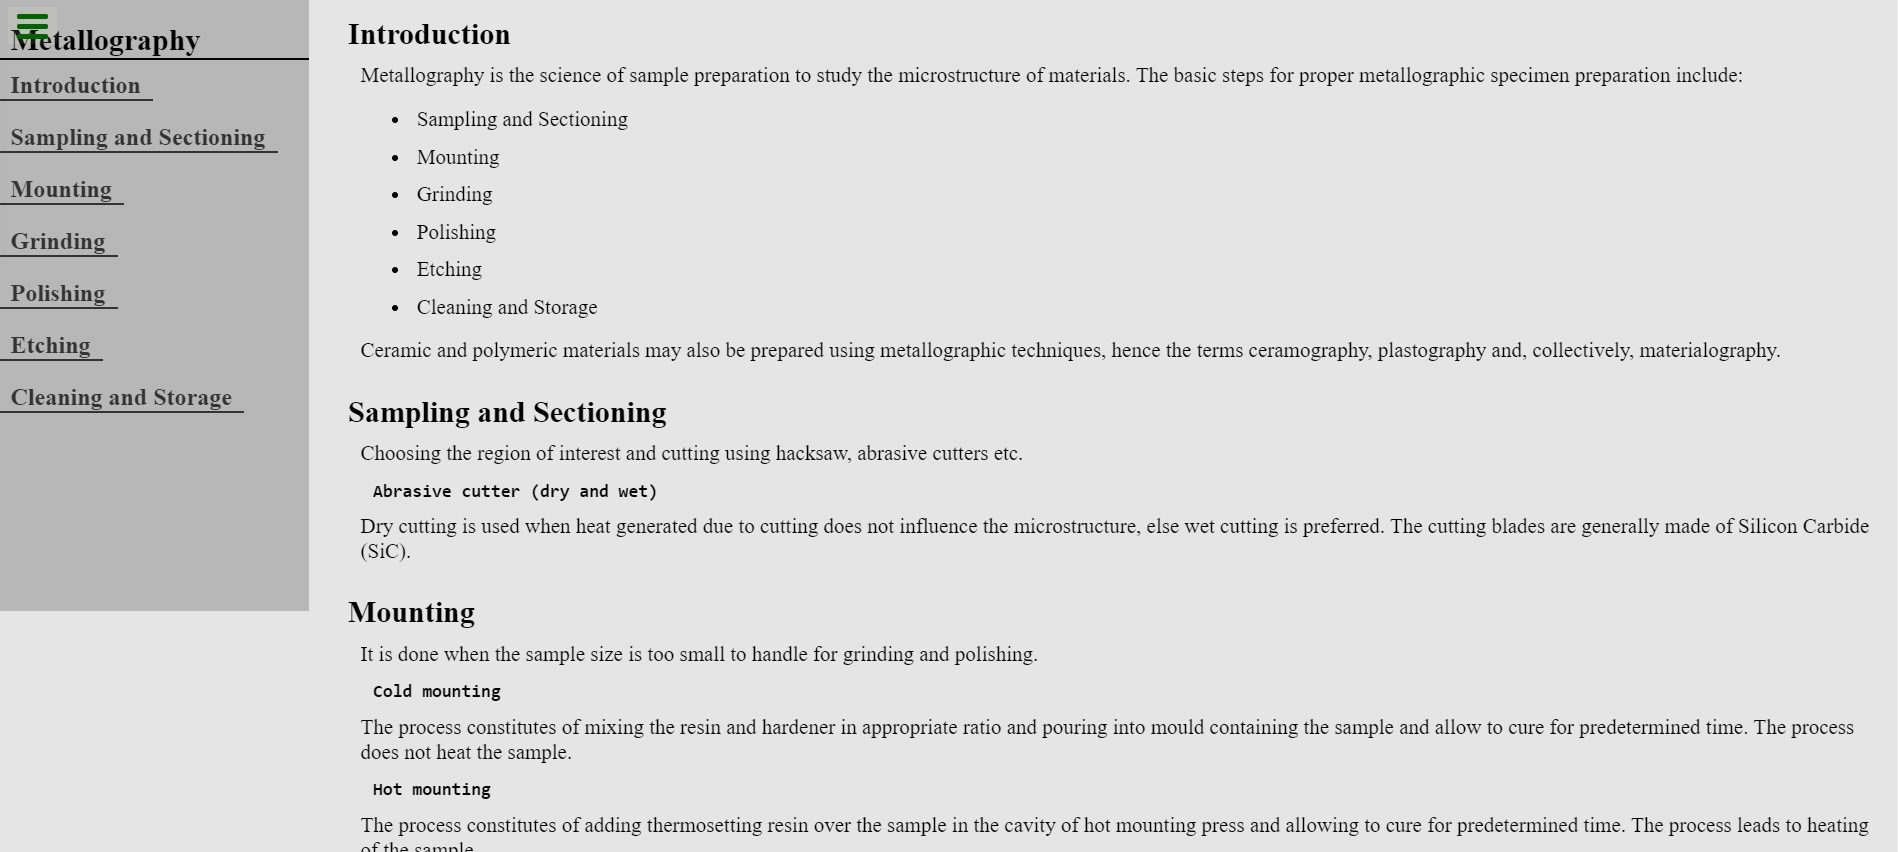 Metallography
Introduction
Sampling and Sectioning
Mounting
Grinding
Polishing
Etching
Cleaning and Storage
Introduction
Metallography is the science of sample preparation to study the microstructure of materials. The basic steps for proper metallographic specimen preparation include:
Sampling and Sectioning
Mounting
Grinding
Polishing
Etching
Cleaning and Storage
Ceramic and polymeric materials may also be prepared using metallographic techniques, hence the terms ceramography, plastography and, collectively, materialography.
Sampling and Sectioning
Choosing the region of interest and cutting using hacksaw, abrasive cutters etc.
Abrasive cutter (dry and wet)
Dry cutting is used when heat generated due to cutting does not influence the microstructure, else wet cutting is preferred. The cutting blades are generally made of Silicon Carbide
(SiC).
Mounting
It is done when the sample size is too small to handle for grinding and polishing.
Cold mounting
The process constitutes of mixing the resin and hardener in appropriate ratio and pouring into mould containing the sample and allow to cure for predetermined time. The process
does not heat the sample.
Hot mounting
The process constitutes of adding thermosetting resin over the sample in the cavity of hot mounting press and allowing to cure for predetermined time. The process leads to heating
of the sample.